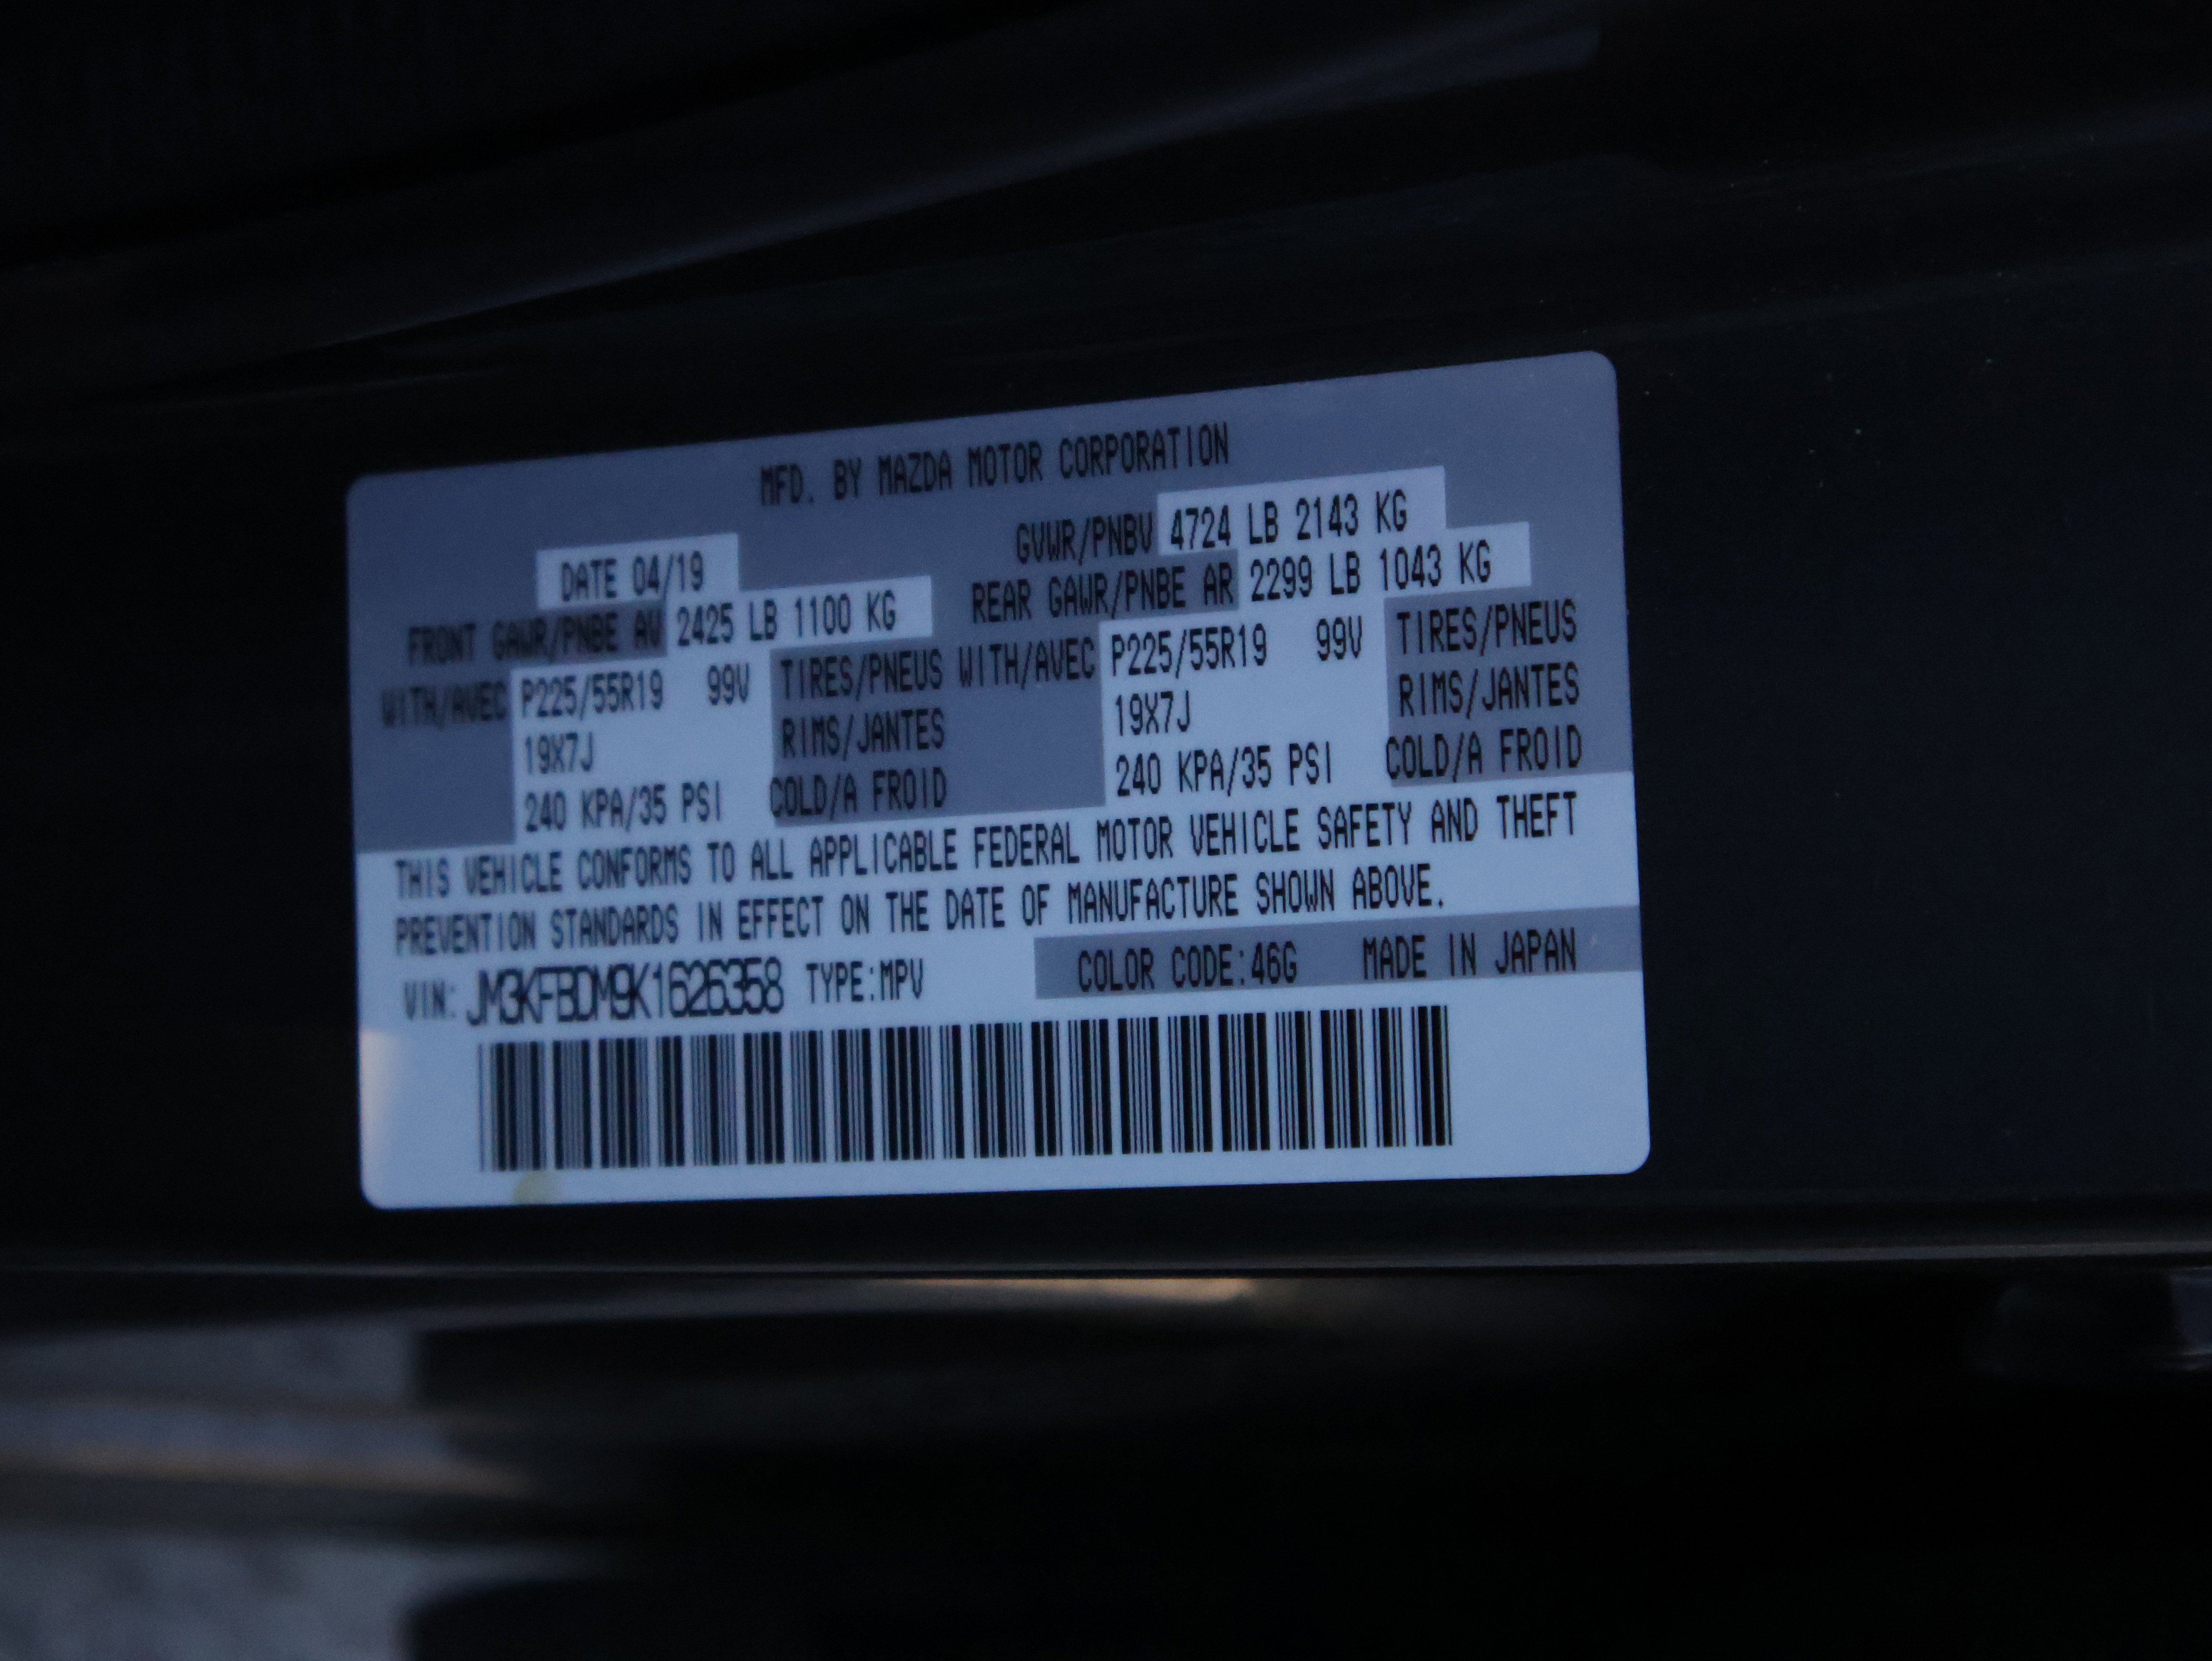 MFD. BY MAZDA MOTOR CORPORATION
DATE 04/19 GVWR/PNBV 4724 LB 2143 KG
FRONT GAWR/PNBE AV 2425 LB 1100 KG REAR GAWR/PNBE AR 2299 LB 1043 KG
WITH/AVEC P225/55R19 99V TIRES/PNEUS WITH/AVEC P225/55R19 99V TIRES/PNEUS
19X7J RIMS/JANTES 19X7J RIMS/JANTES
240 KPA/35 PSI COLD/A FROID 240 KPA/35 PSI COLD/A FROID
THIS VEHICLE CONFORMS TO ALL APPLICABLE FEDERAL MOTOR VEHICLE SAFETY AND THEFT
PREVENTION STANDARDS IN EFFECT ON THE DATE OF MANUFACTURE SHOWN ABOVE.
VIN: JM3KFBDM9K1626358 TYPE:MPV COLOR CODE:46G MADE IN JAPAN